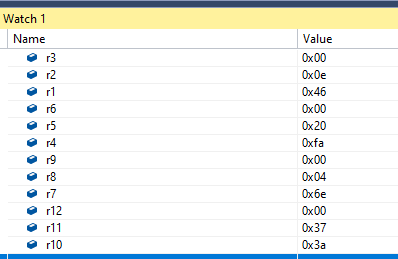 Watch 1
Name Value
r3 0x00
r2 0x0e
r1 0x46
r6 0x00
r5 0x20
r4 0xfa
r9 0x00
r8 0x04
r7 0x6e
r12 0x00
r11 0x37
r10 0x3a